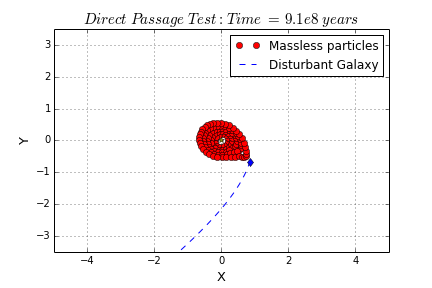 Direct Passage Test: Time = 9.1e8 years
Massless particles
Disturbant Galaxy
3
2
1
0
−1
−2
−3
Y
−4
−2
0
2
4
X